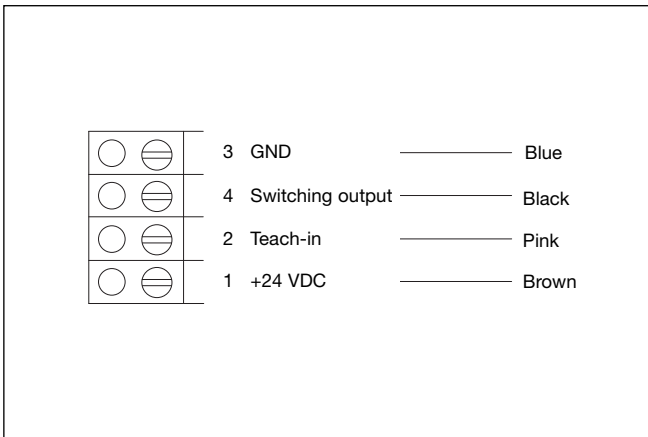 3 GND Blue
4 Switching output Black
2 Teach-in Pink
1 +24 VDC Brown